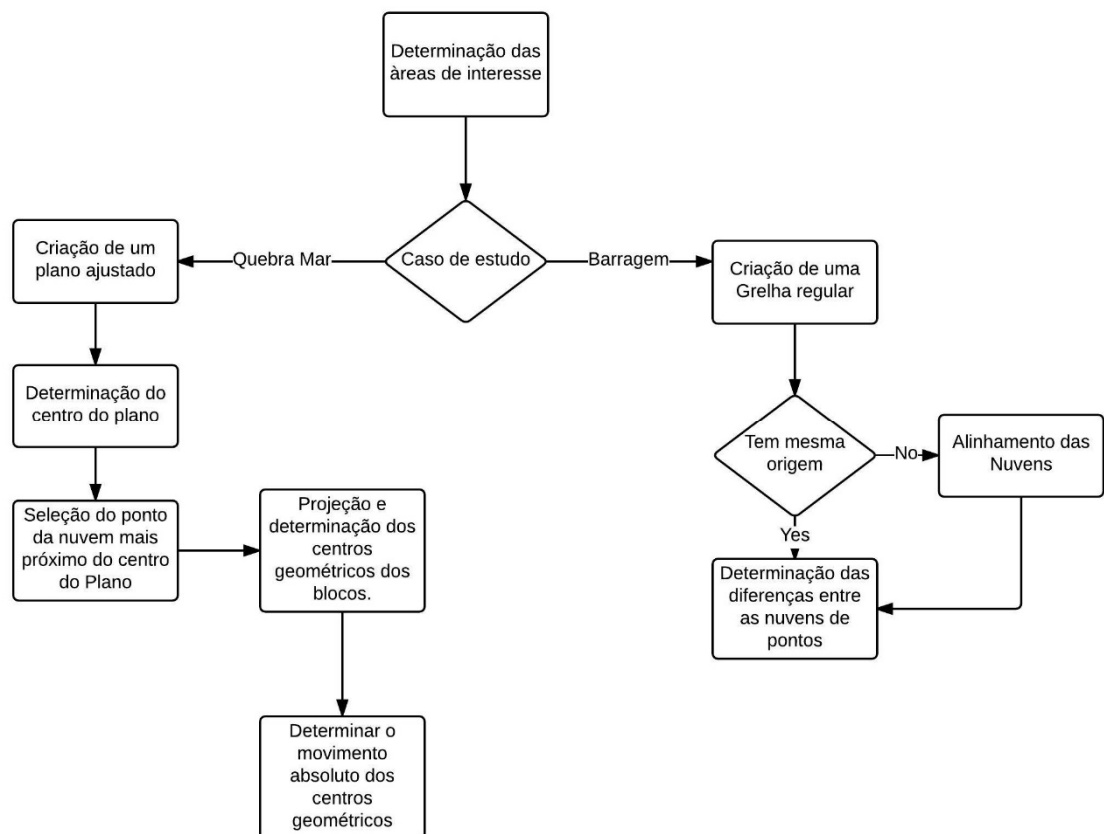 Determinação das
àreas de interesse
Caso de estudo
Quebra Mar
Barragem
Criação de um
plano ajustado
Determinação do
centro do plano
Seleção do ponto
da nuvem mais
próximo do centro
do Plano
Projeção e
determinação dos
centros
geométricos dos
blocos.
Determinar o
movimento
absoluto dos
centros
geométricos
Criação de uma
Grelha regular
Tem mesma
origem
No
Alinhamento das
Nuvens
Yes
Determinação das
diferenças entre
as nuvens de
pontos